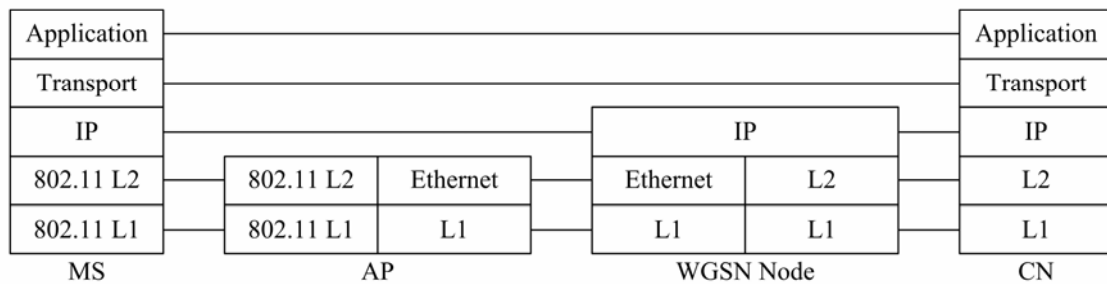 Application Application
Transport Transport
IP IP IP
802.11 L2 802.11 L2 Ethernet Ethernet L2 L2
802.11 L1 802.11 L1 L1 L1 L1 L1
MS AP WGSN Node CN